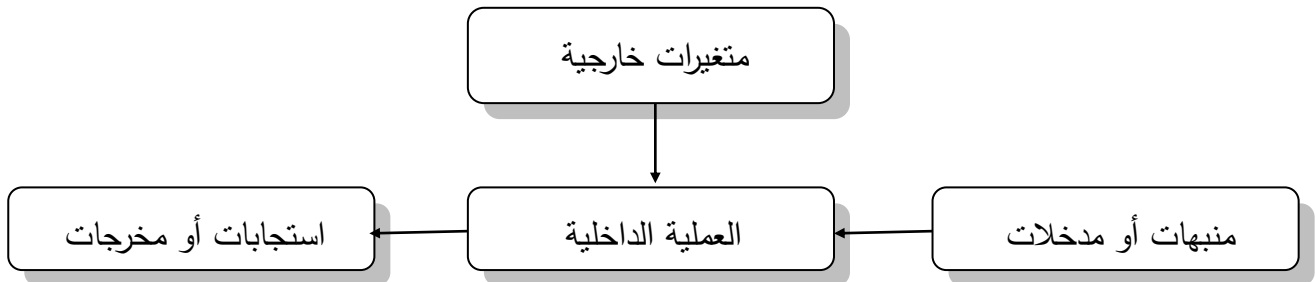 متغيرات خارجية
منبهات أو مدخلات
العملية الداخلية
استجابات أو مخرجات